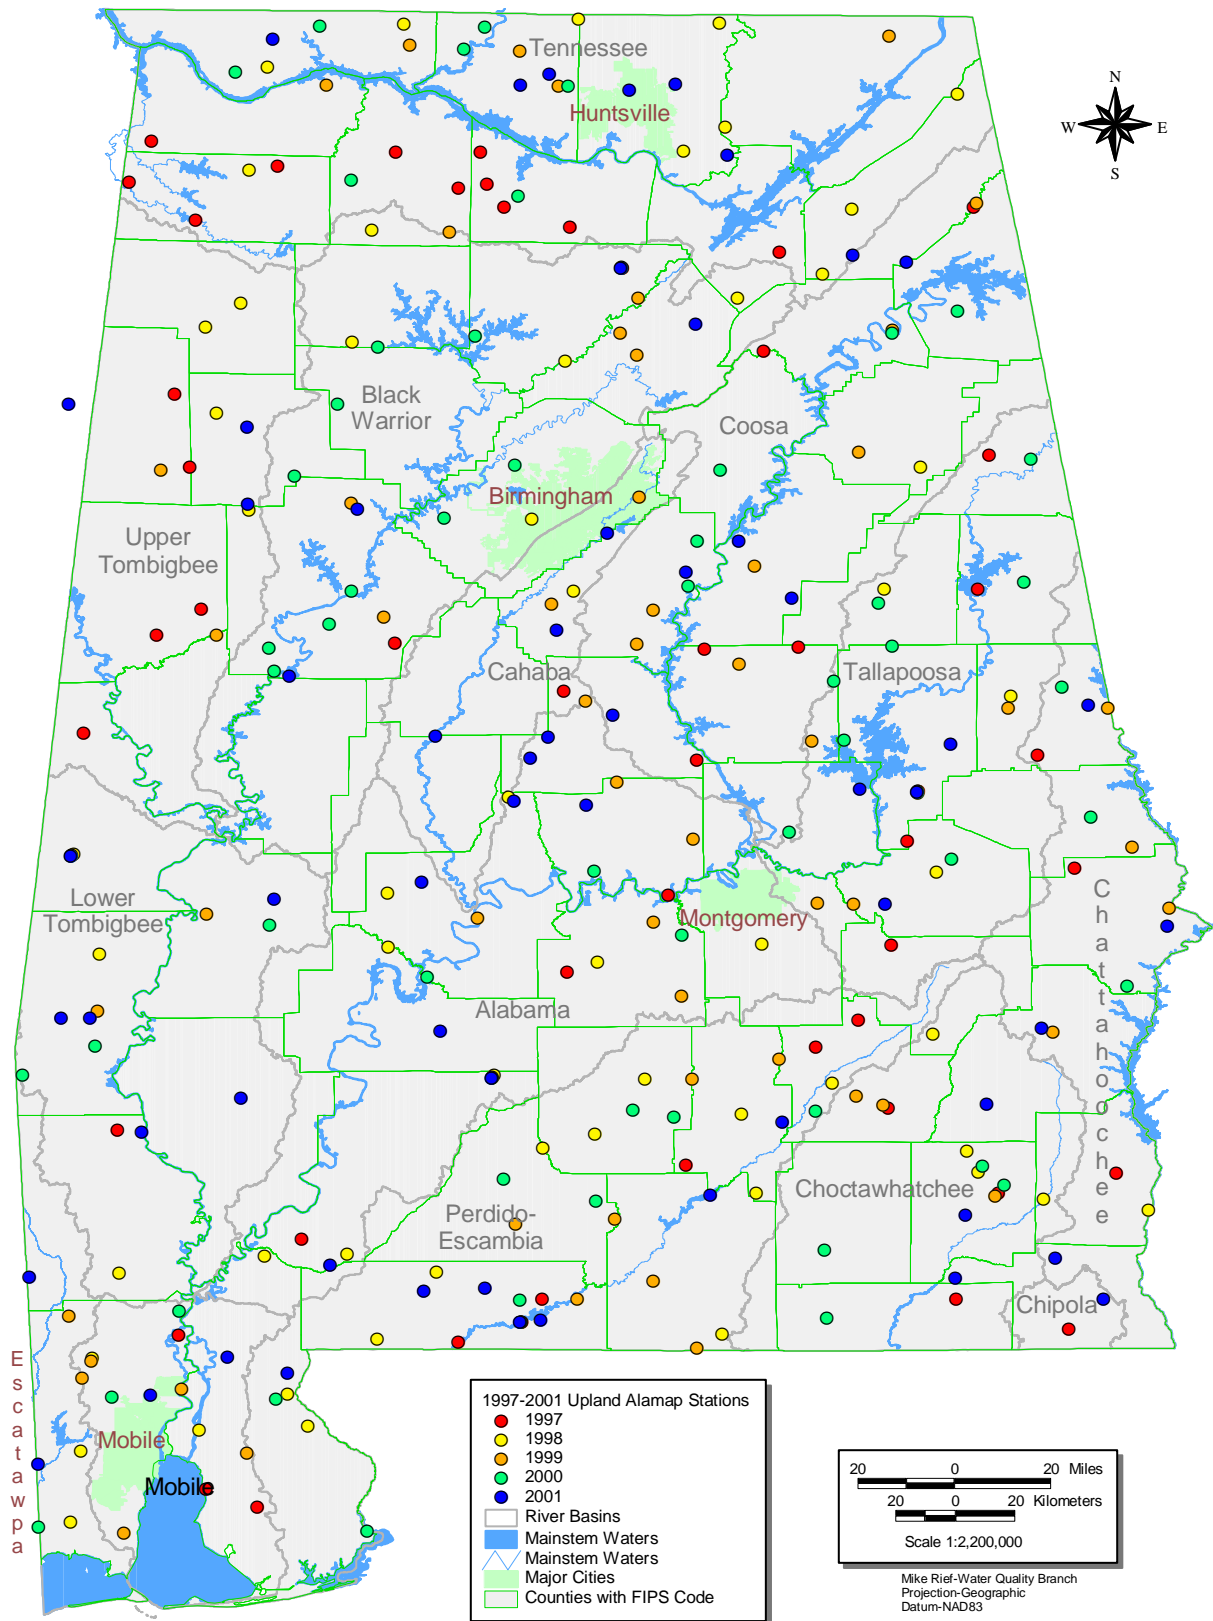 Tennessee
Huntsville
N
W E
S
Black
Warrior
Coosa
Birmingham
Upper
Tombigbee
Cahaba
Tallapoosa
Lower
Tombigbee
Montgomery
Chattahoochee
Alabama
Choctawhatchee
Perdido-
Escambia
Chipola
Escatawpa
Mobile
Mobile
1997-2001 Upland Alamap Stations
1997
1998
1999
2000
2001
River Basins
Mainstem Waters
Mainstem Waters
Major Cities
Counties with FIPS Code
20 0 20 Miles
20 0 20 Kilometers
Scale 1:2,200,000
Mike Rief-Water Quality Branch
Projection-Geographic
Datum-NAD83